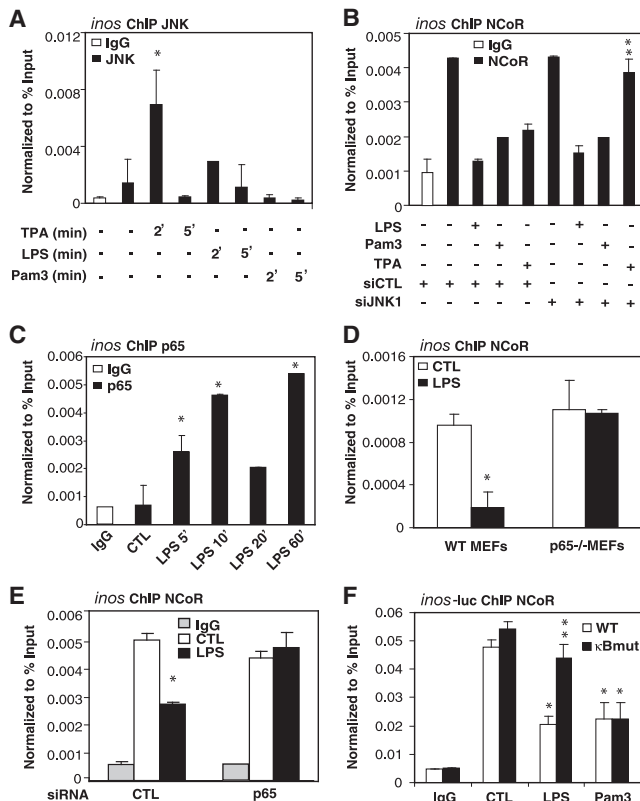 A
inos ChIP JNK
Normalized to % Input
0.012
0.008
0.004
0
IgG
JNK
*
TPA (min) - - 2' 5' - - - -
LPS (min) - - - - 2' 5' - -
Pam3 (min) - - - - - - 2' 5'
B
inos ChIP NCoR
Normalized to % Input
0.005
0.004
0.003
0.002
0.001
0
IgG
NCoR
**
LPS - - + - - - + - -
Pam3 - - - + - - - + -
TPA - - - - + - - - +
siCTL + + + + + - - - -
siJNK1 - - - - - + + + +
C
inos ChIP p65
Normalized to % Input
0.006
0.005
0.004
0.003
0.002
0.001
0
IgG
p65
* * *
IgG CTL LPS 5' LPS 10' LPS 20' LPS 60'
D
inos ChIP NCoR
Normalized to % Input
0.0016
0.0012
0.0008
0.0004
0
CTL
LPS
*
WT MEFs p65-/-MEFs
E
inos ChIP NCoR
Normalized to % Input
0.006
0.005
0.004
0.003
0.002
0.001
0
IgG
CTL
LPS
*
siRNA CTL p65
F
inos-luc ChIP NCoR
Normalized to % Input
0.06
0.05
0.04
0.03
0.02
0.01
0
WT
κBmut
* ** * *
IgG CTL LPS Pam3